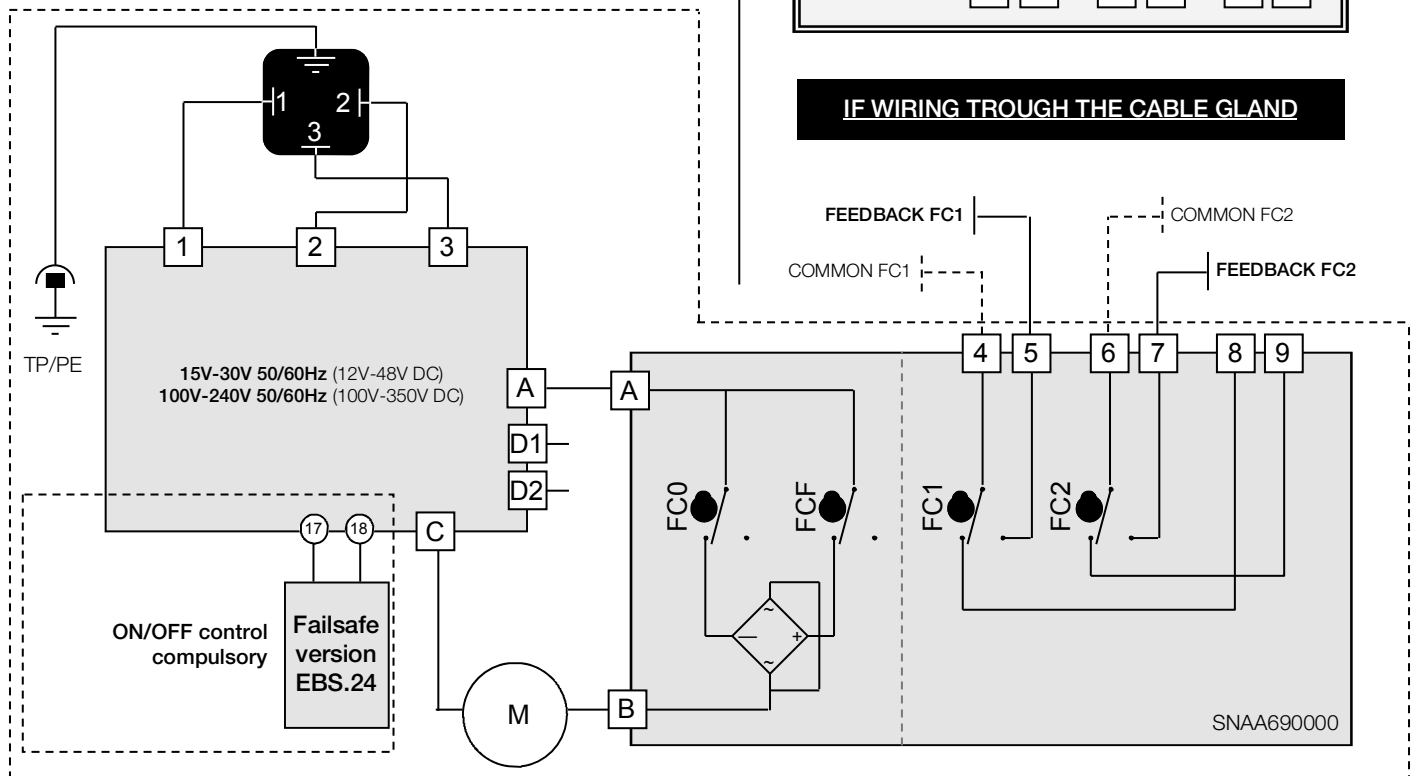 IF WIRING TROUGH THE CABLE GLAND
1
2
3
FEEDBACK FC1
COMMON FC2
COMMON FC1
FEEDBACK FC2
1
2
3
TP/PE
15V-30V 50/60Hz (12V-48V DC)
100V-240V 50/60Hz (100V-350V DC)
A
D1
D2
A
4
5
6
7
8
9
FC0
FCF
FC1
FC2
17
18
C
ON/OFF control
compulsory
Failsafe
version
EBS.24
~
—
+
~
M
B
SNAA690000